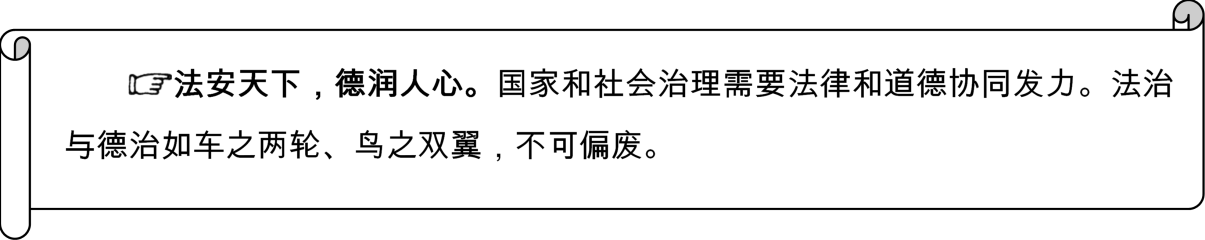 ☞法安天下，德润人心。国家和社会治理需要法律和道德协同发力。法治
与德治如车之两轮、鸟之双翼，不可偏废。